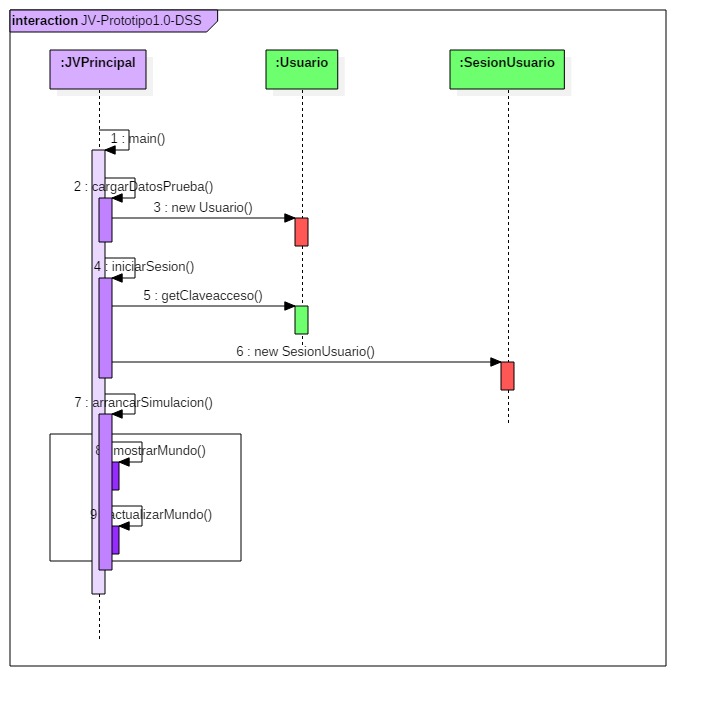 interaction JV-Prototipo1.0-DSS
:JVPrincipal
:Usuario
:SesionUsuario
1 : main()
2 : cargarDatosPrueba()
3 : new Usuario()
4 : iniciarSesion()
5 : getClaveacceso()
6 : new SesionUsuario()
7 : arrancarSimulacion()
8 : mostrarMundo()
9 : actualizarMundo()